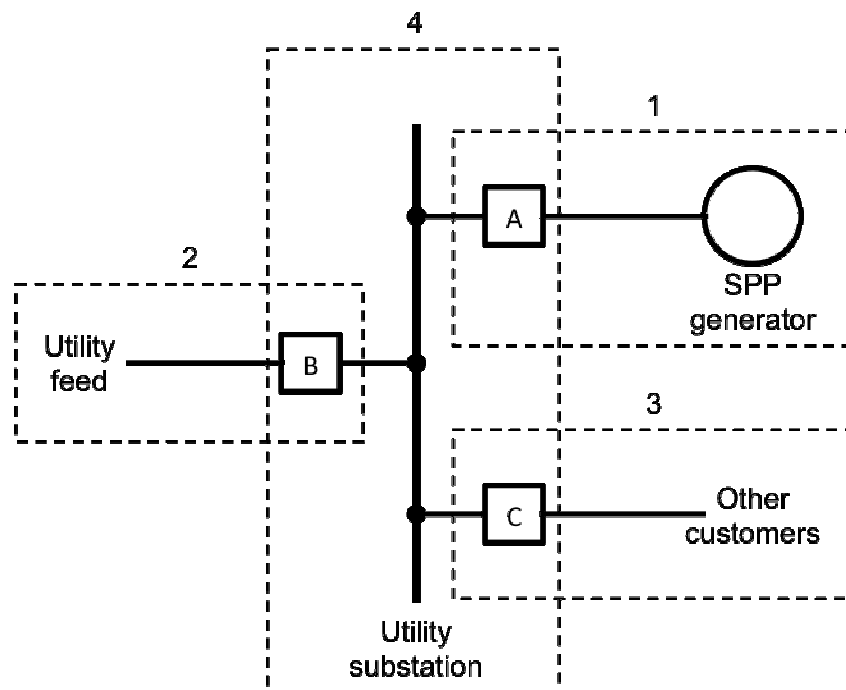 4
1
A
SPP
generator
2
Utility
feed
B
3
C
Other
customers
Utility
substation